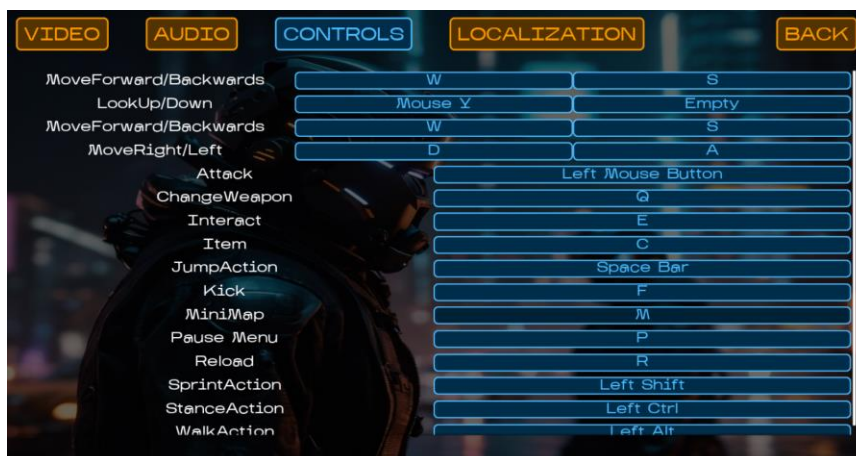 VIDEO AUDIO CONTROLS LOCALIZATION BACK
MoveForward/Backwards W S
LookUp/Down Mouse Y Empty
MoveForward/Backwards W S
MoveRight/Left D A
Attack Left Mouse Button
ChangeWeapon Q
Interact E
Item C
JumpAction Space Bar
Kick F
MiniMap M
Pause Menu P
Reload R
SprintAction Left Shift
StanceAction Left Ctrl
WalkAction Left Alt